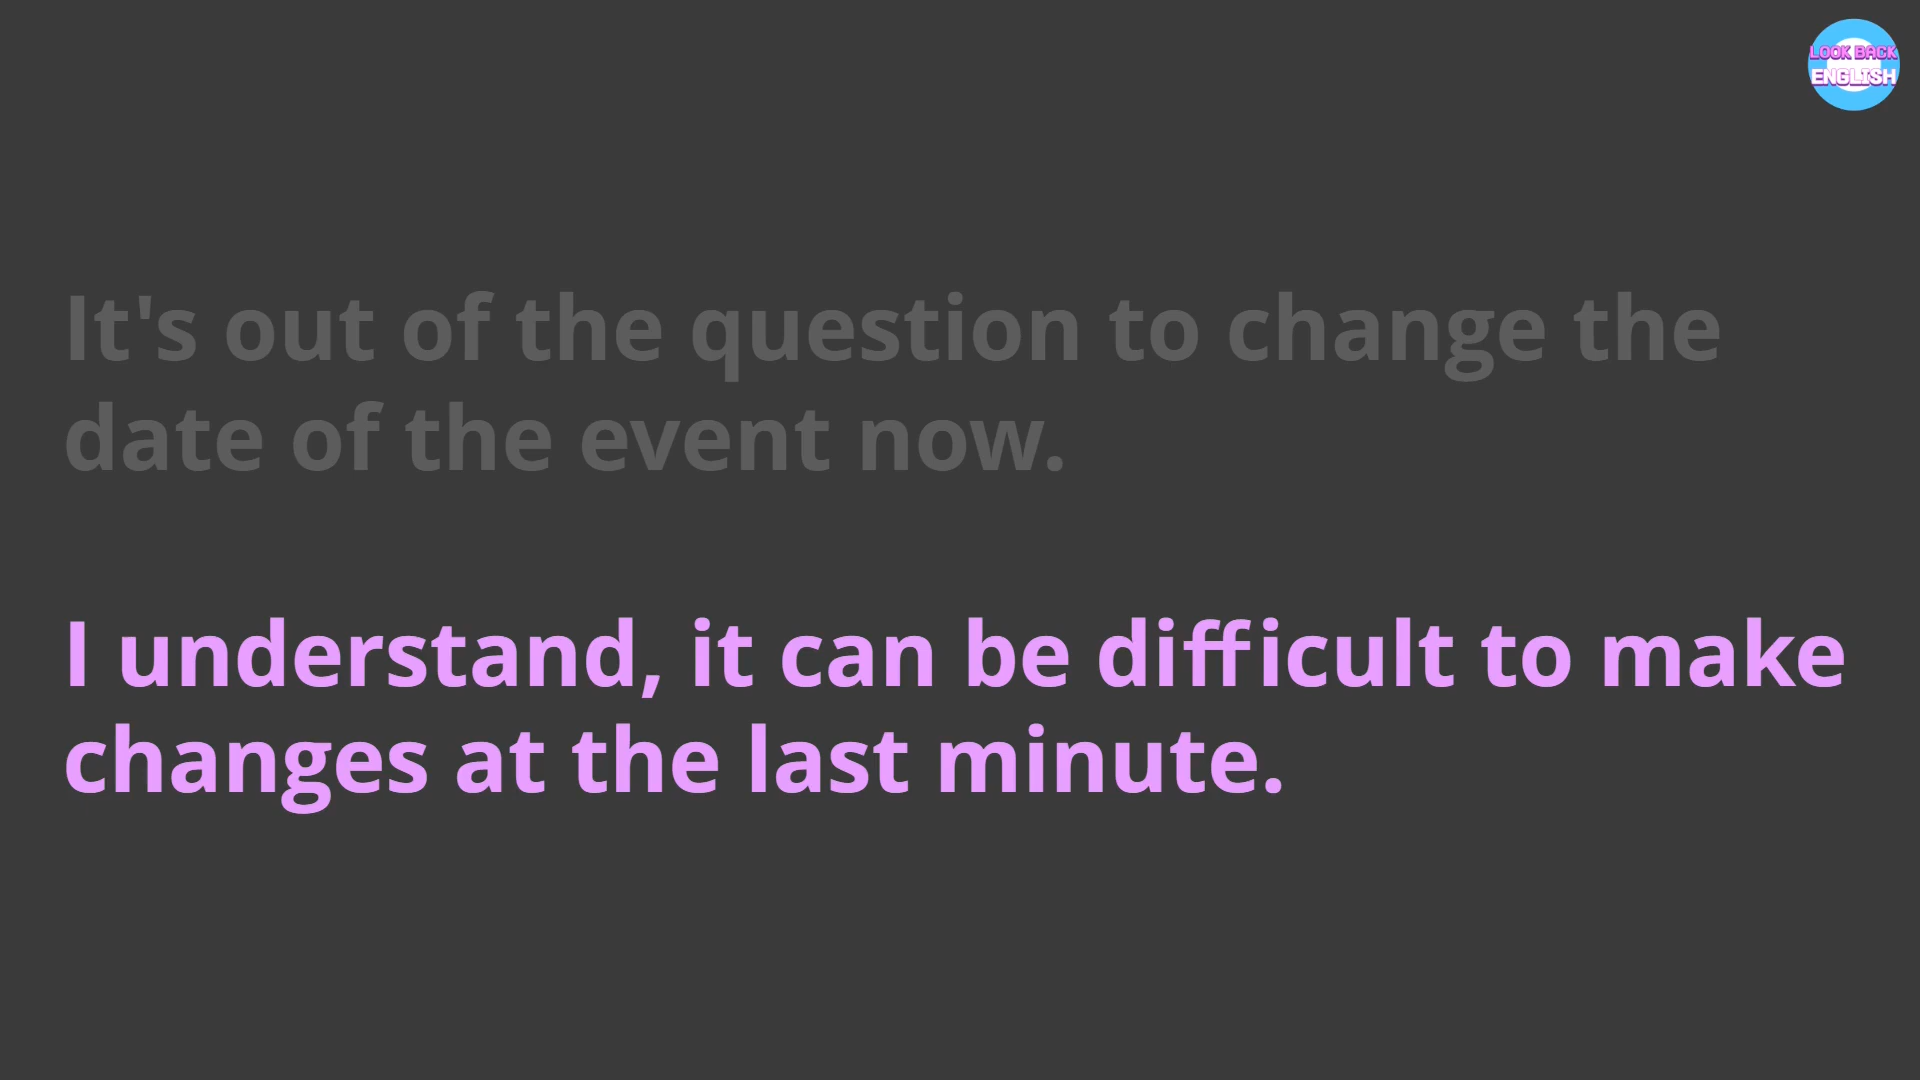 LOOK BACK
ENGLISH
It's out of the question to change the
date of the event now.
I understand, it can be difficult to make
changes at the last minute.